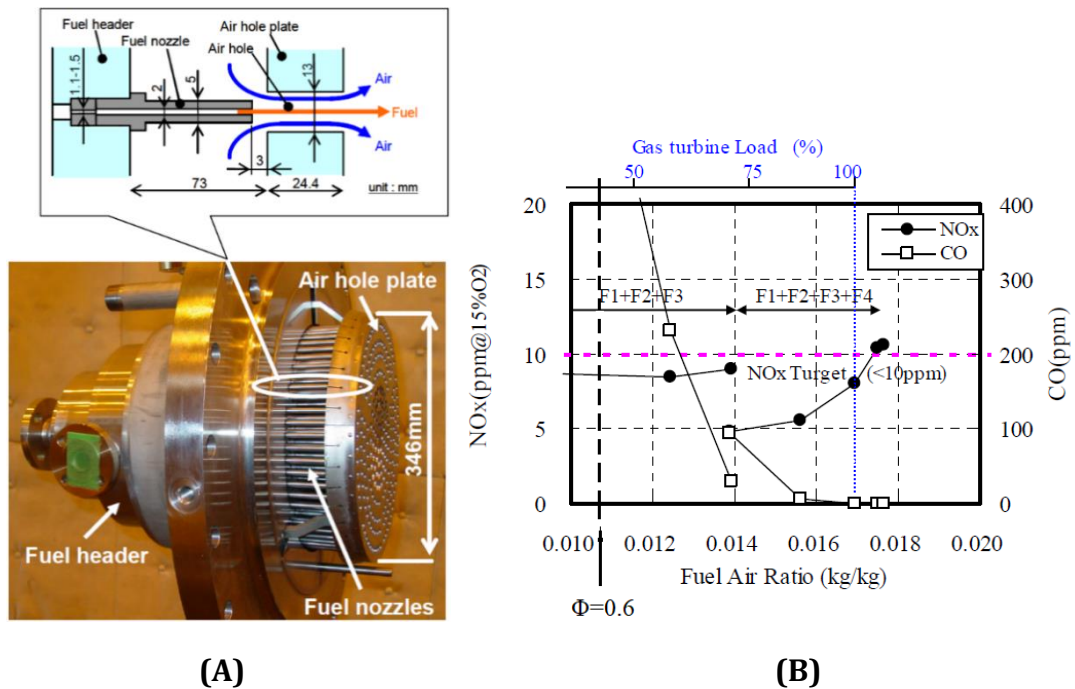 Fuel header
Fuel nozzle
Air hole plate
Air hole
1.1-1.5
2
5
13
Air
Fuel
Air
3
73
24.4
unit : mm
Air hole plate
346mm
Fuel header
Fuel nozzles
(A)
Gas turbine Load (%)
50
75
100
20
15
10
5
0
NOx(ppm@15%O2)
NOx
CO
F1+F2+F3
F1+F2+F3+F4
NOx Turget (<10ppm)
400
300
200
100
0
CO(ppm)
0.010
0.012
0.014
0.016
0.018
0.020
Fuel Air Ratio (kg/kg)
Φ=0.6
(B)